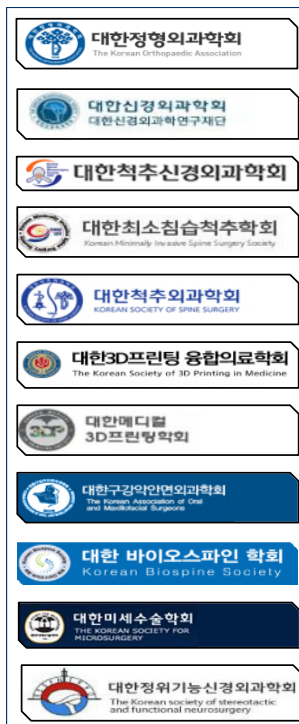 대한정형외과학회
The Korean Orthopaedic Association
대한신경외과학회
대한신경외과학연구재단
대한척추신경외과학회
대한최소침습척추학회
Korean Minimally Invasive Spine Surgery Society
대한척추외과학회
KOREAN SOCIETY OF SPINE SURGERY
대한3D프린팅 융합의료학회
The Korean Society of 3D Printing in Medicine
3DP
대한메디컬
3D프린팅학회
대한구강악안면외과학회
The Korean Association of Oral
and Maxillofacial Surgeons
대한 바이오스파인 학회
Korean Biospine Society
대한미세수술학회
THE KOREAN SOCIETY FOR
MICROSURGERY
대한정위기능신경외과학회
The Korean society of stereotactic
and functional neurosurgery